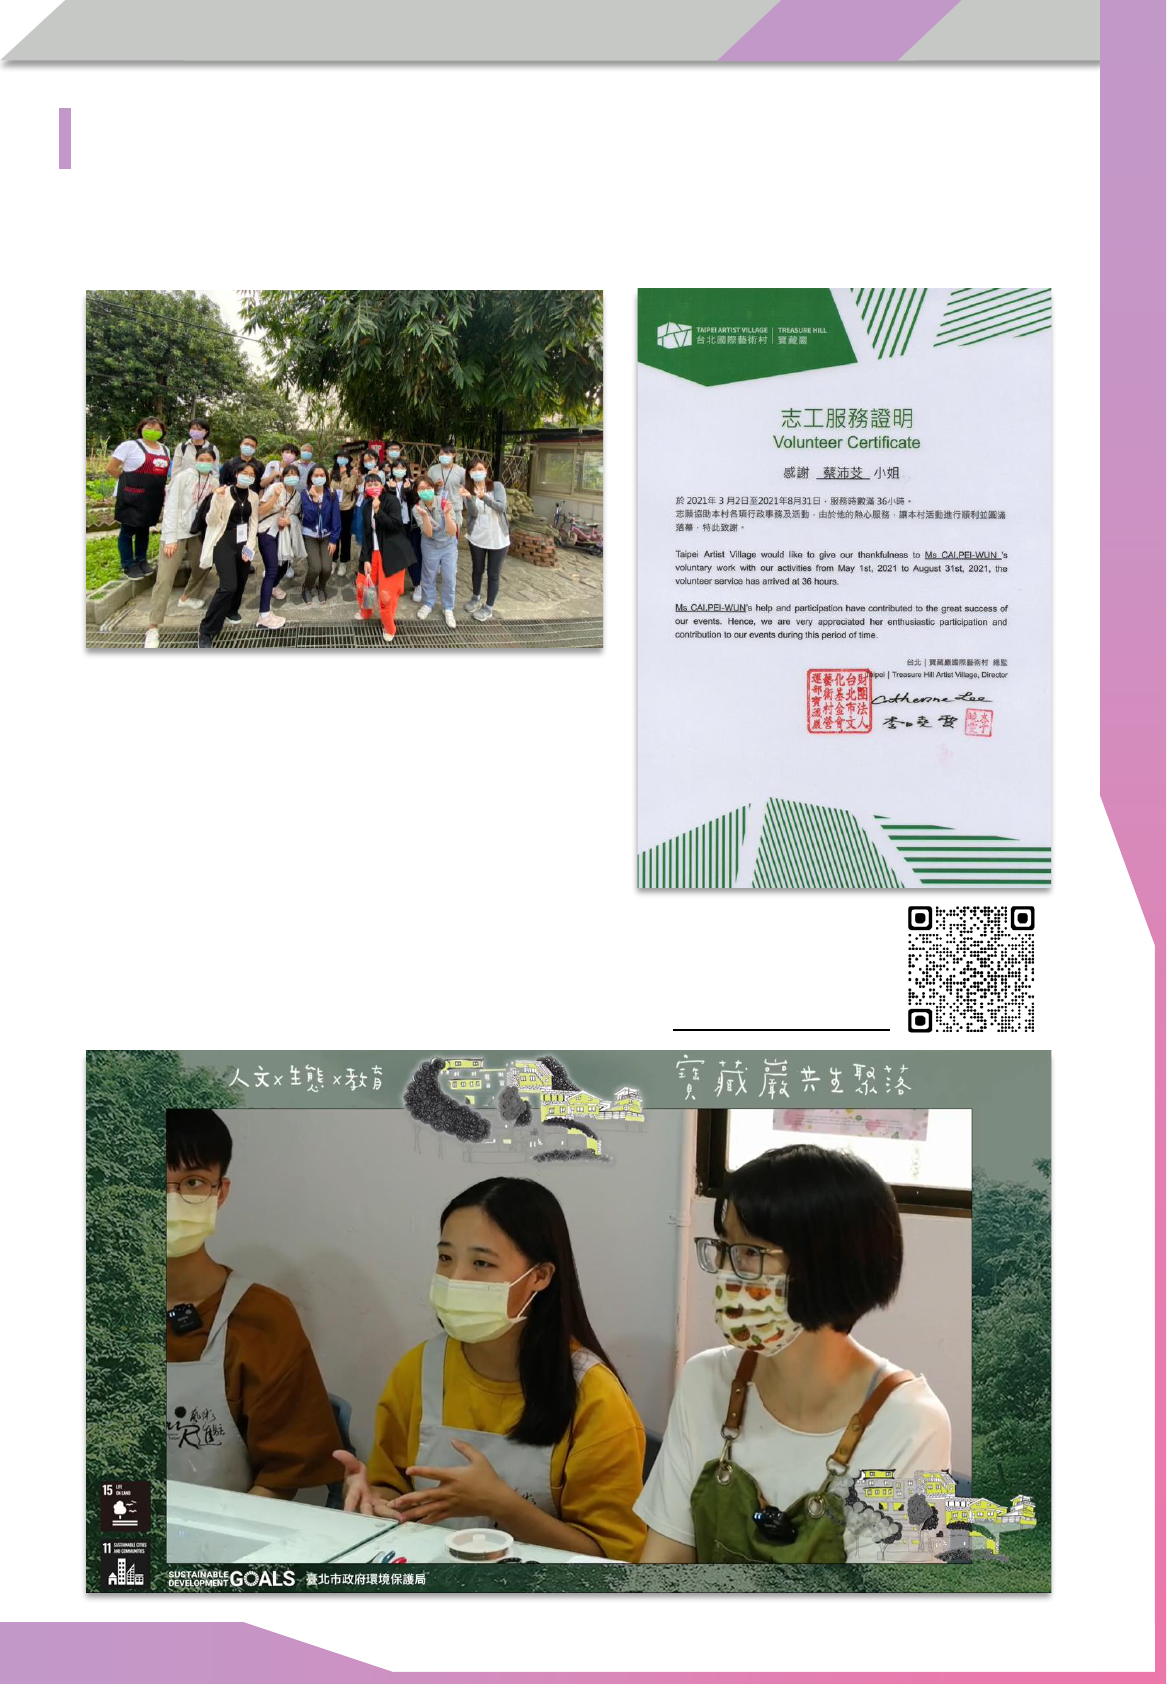 TAIPEI ARTIST VILLAGE | TREASURE HILL
台北國際藝術村 | 寶藏巖
志工服務證明
Volunteer Certificate
感謝 蔡沛芠 小姐
於 2021年 3 月2日至2021年8月31日，服務時數滿 36小時。
志願協助本村各項行政事務及活動，由於他的熱心服務，讓本村活動進行順利並圓滿
落幕，特此致謝。
Taipei Artist Village would like to give our thankfulness to Ms CAI,PEI-WUN 's
voluntary work with our activities from May 1st, 2021 to August 31st, 2021, the
volunteer service has arrived at 36 hours.
Ms CAI,PEI-WUN's help and participation have contributed to the great success of
our events. Hence, we are very appreciated her enthusiastic participation and
contribution to our events during this period of time.
台北｜寶藏巖國際藝術村 總監
Taipei｜Treasure Hill Artist Village, Director
Catherine Lee
財團法人
台北市文
化基金會
藝術村營
運部寶藏巖
人文x生態x教育
寶藏巖共生聚落
15 LIFE
ON LAND
11 SUSTAINABLE CITIES
AND COMMUNITIES
SUSTAINABLE
DEVELOPMENT GOALS 臺北市政府環境保護局